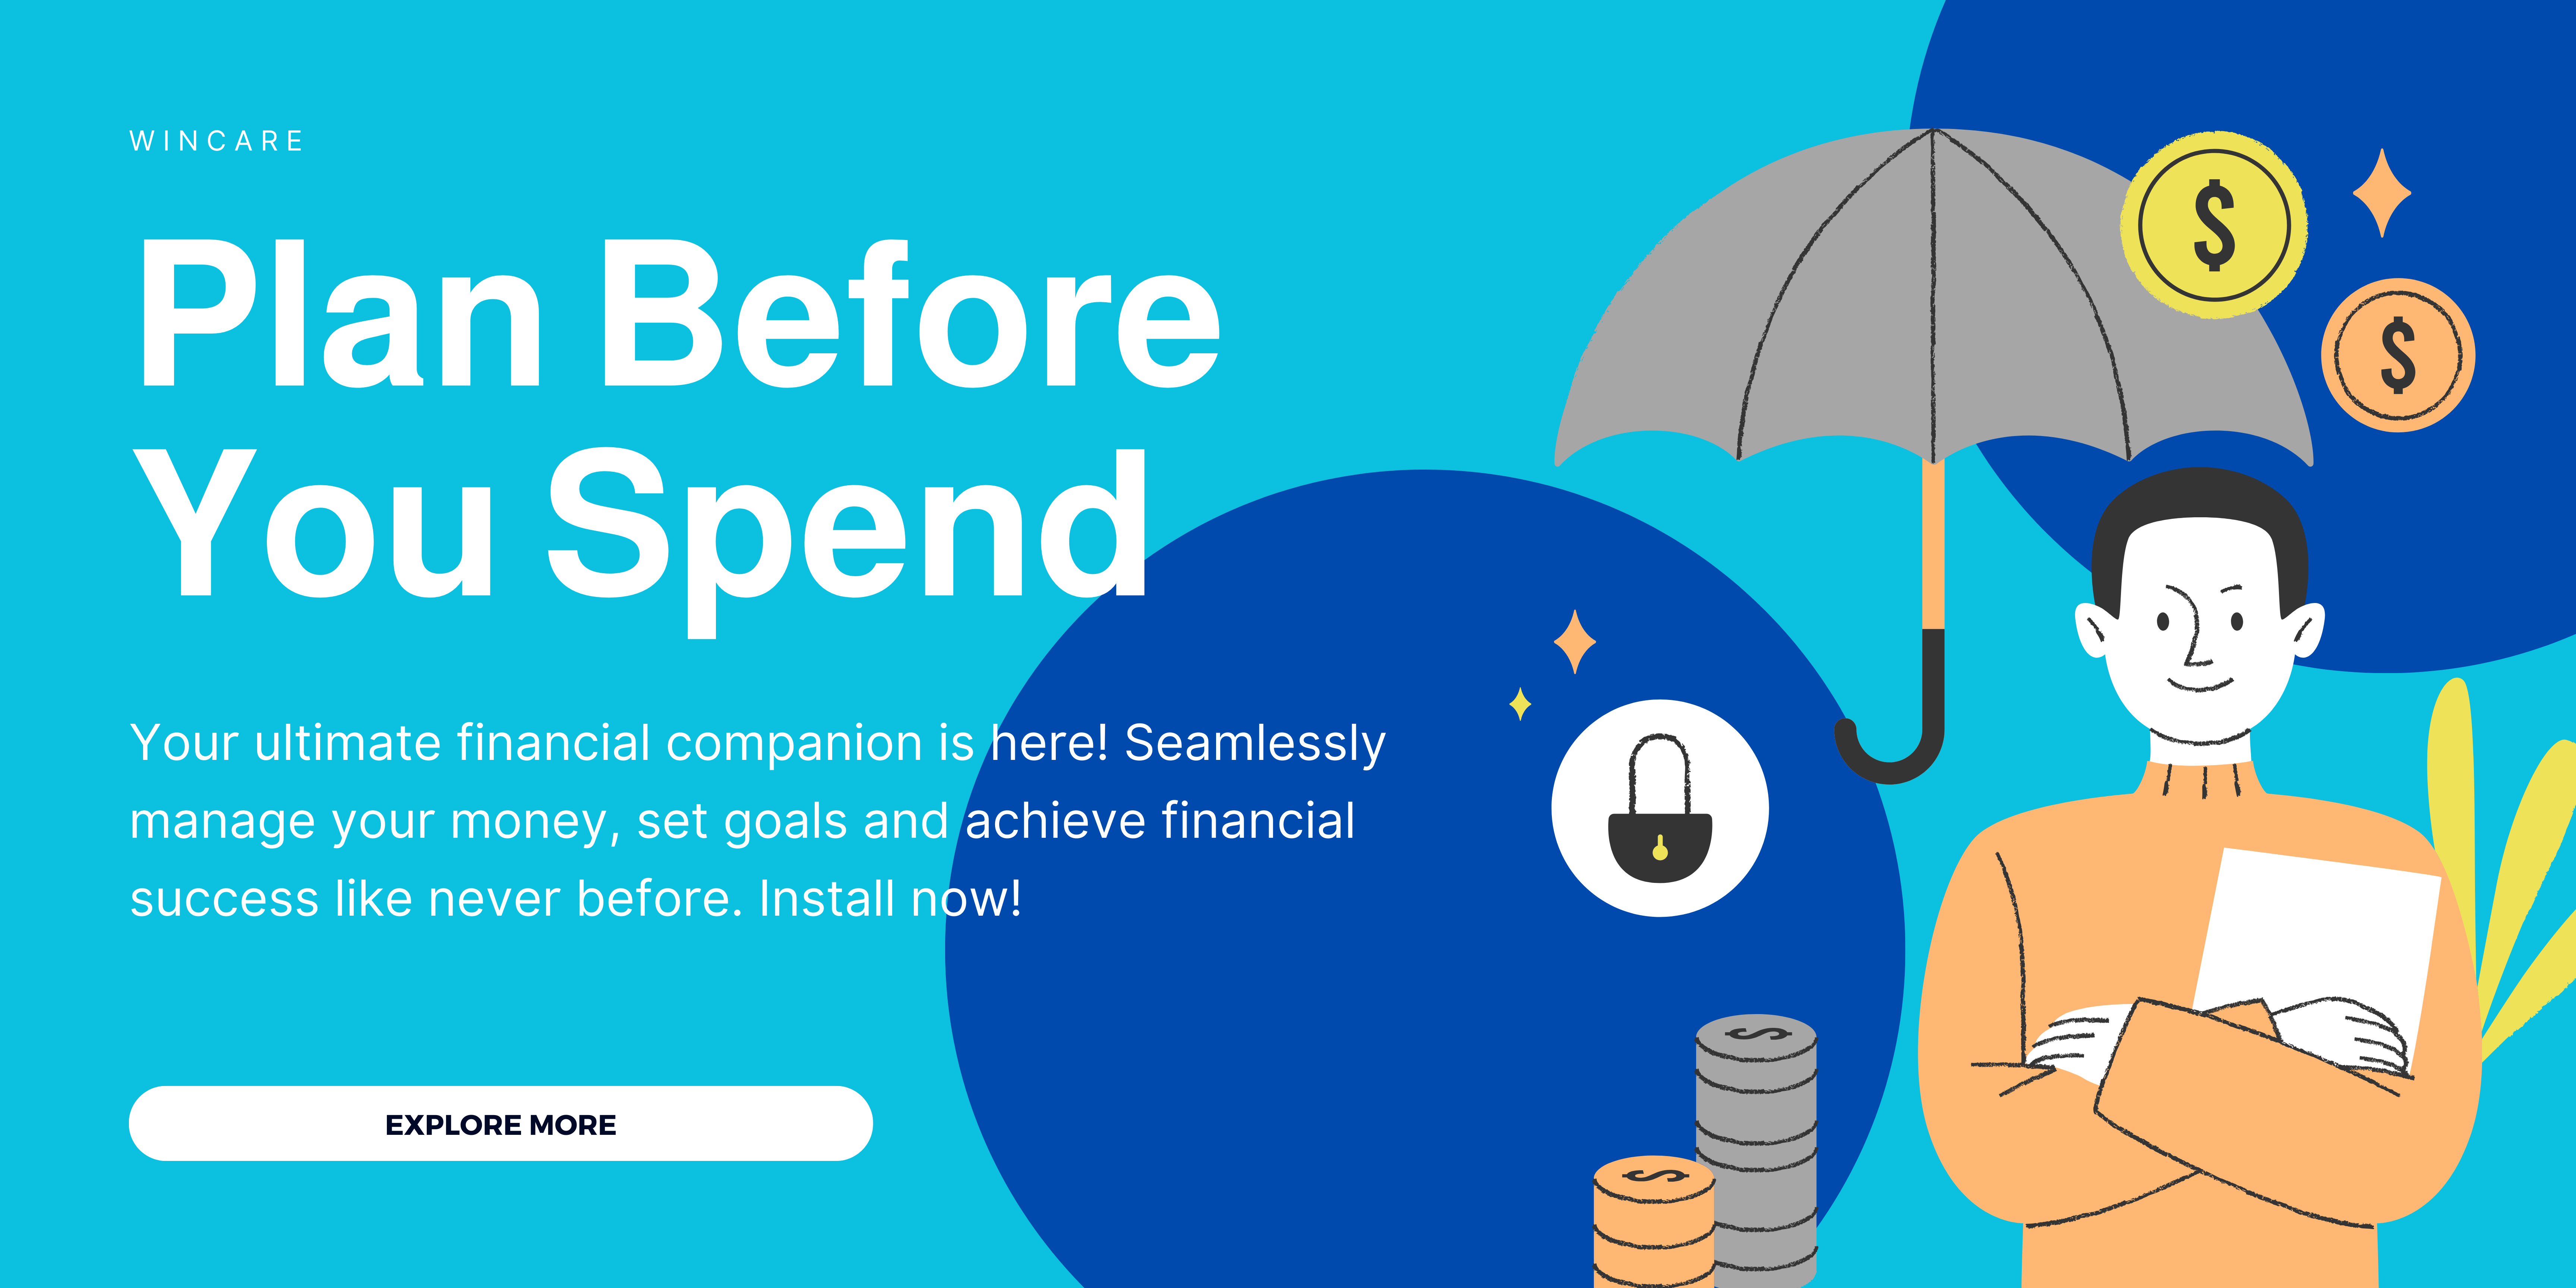 WINCARE
Plan Before
You Spend
Your ultimate financial companion is here! Seamlessly
manage your money, set goals and achieve financial
success like never before. Install now!
EXPLORE MORE
$
$
$
$